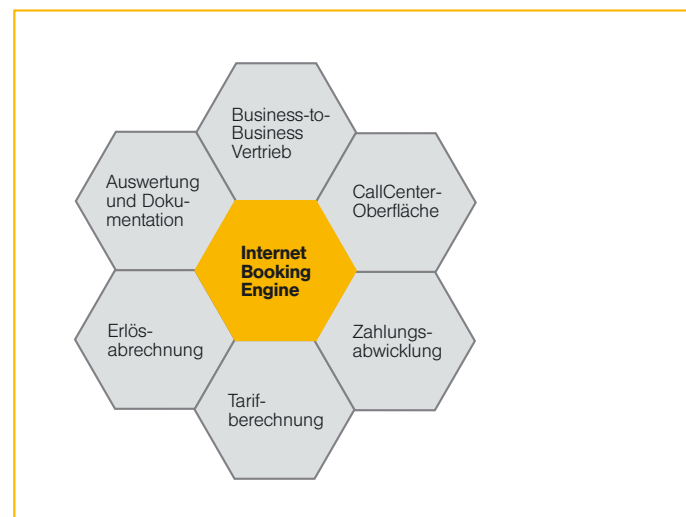 Business-to-
Business
Vertrieb
Auswertung
und Doku-
mentation
CallCenter-
Oberfläche
Internet
Booking
Engine
Erlös-
abrechnung
Zahlungs-
abwicklung
Tarif-
berechnung